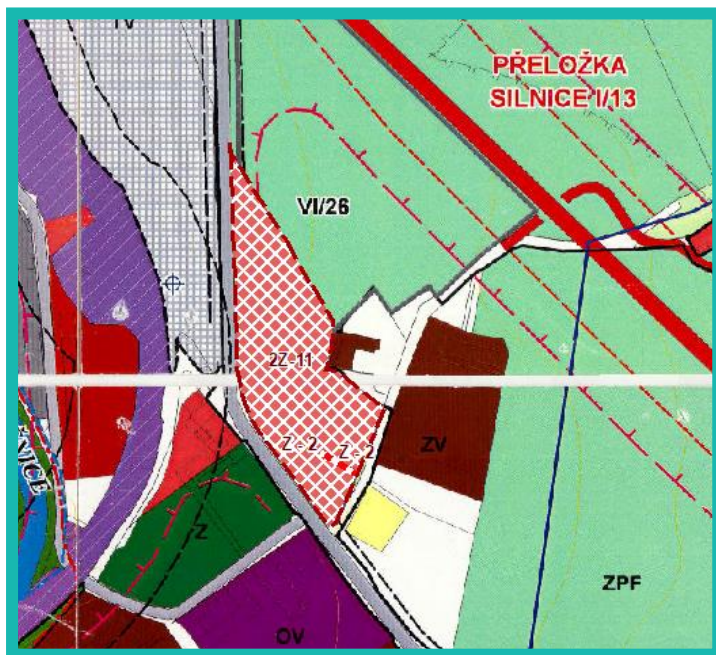 PŘELOŽKA
SILNICE I/13
VI/26
2Z-11
Z - 2
Z - 2
ZV
Z
ZPF
OV